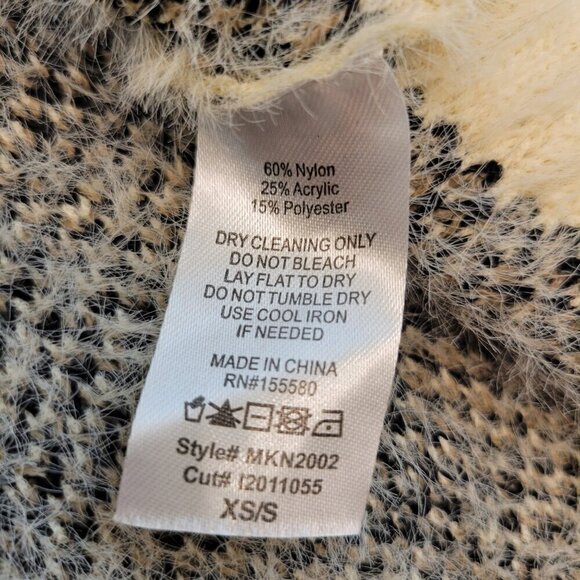 60% Nylon
25% Acrylic
15% Polyester
DRY CLEANING ONLY
DO NOT BLEACH
LAY FLAT TO DRY
DO NOT TUMBLE DRY
USE COOL IRON
IF NEEDED
MADE IN CHINA
RN#155580
Style# MKN2002
Cut# I2011055
XS/S